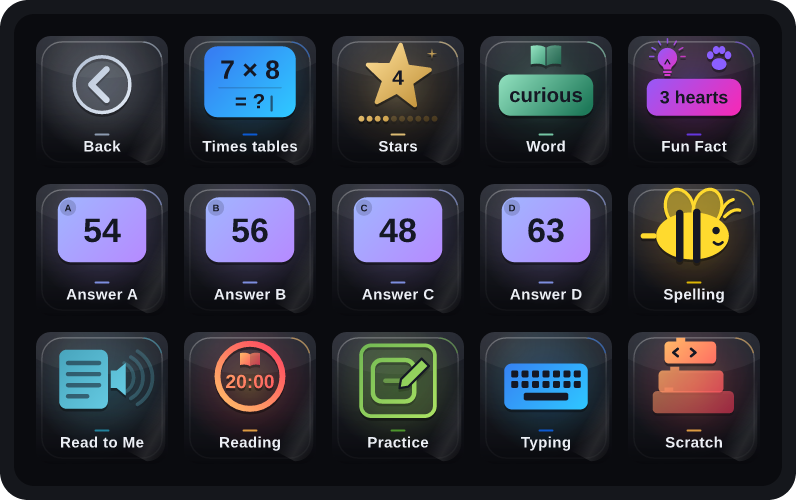 Back
7 × 8
= ? |
Times tables
4
Stars
curious
Word
3 hearts
Fun Fact
A
54
Answer A
B
56
Answer B
C
48
Answer C
D
63
Answer D
Spelling
Read to Me
20:00
Reading
Practice
Typing
< >
Scratch